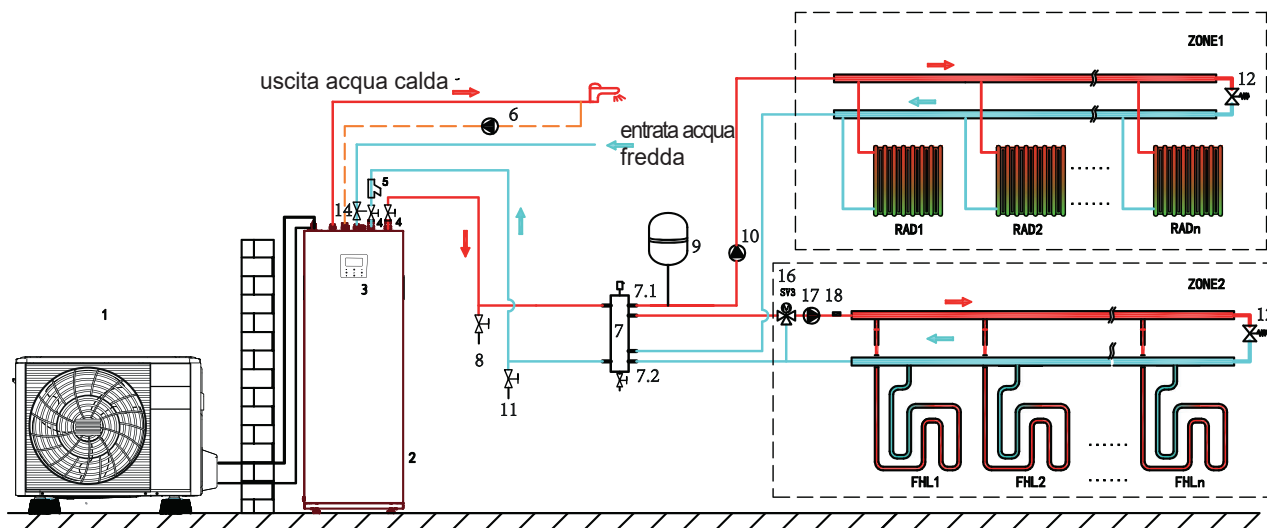 ZONE1
uscita acqua calda
12
6
entrata acqua
fredda
5
14
4
4
RAD1
RAD2
RADn
......
......
9
10
3
ZONE2
16
SV3
M
17
18
7.1
1
12
7
8
7.2
11
2
......
......
FHL1
FHL2
FHLn